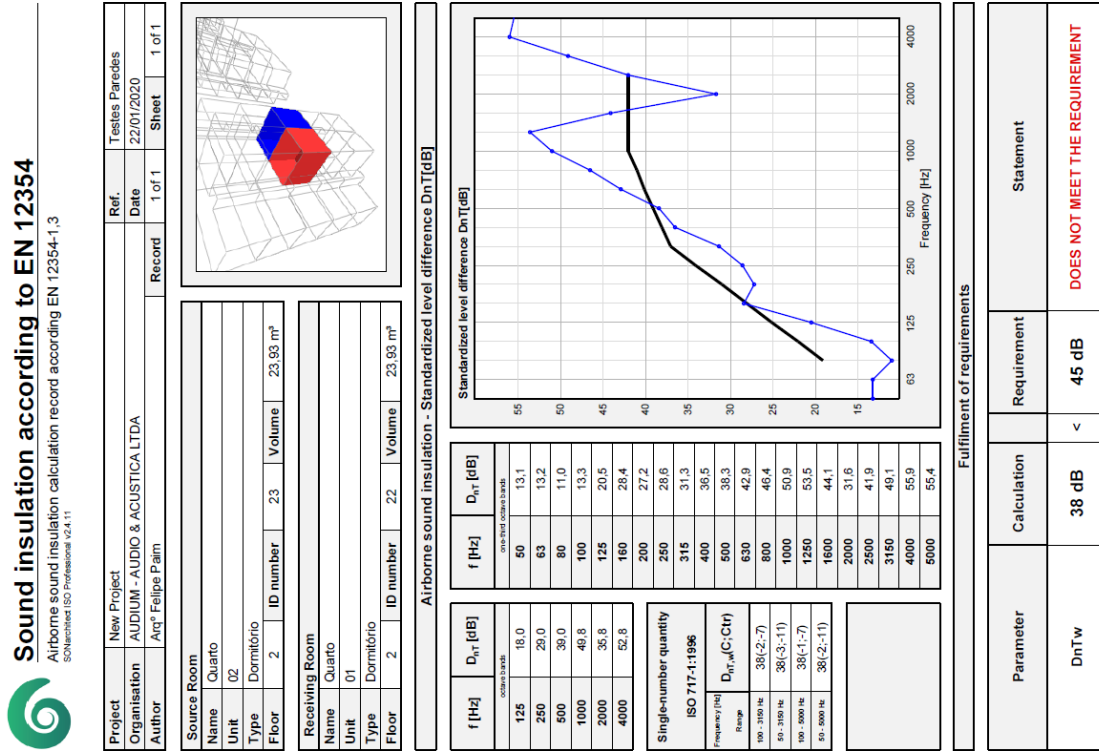 Sound insulation according to EN 12354
Airborne sound insulation calculation record according EN 12354-1,3
SONarchitect ISO Professional v2.4.11
Project New Project Ref. Testes Paredes
Organisation AUDIUM - AUDIO & ACUSTICA LTDA Date 22/01/2020
Author Arqº Felipe Paim Record 1 of 1 Sheet 1 of 1
Source Room
Name Quarto
Unit 02
Type Dormitório
Floor 2 ID number 23 Volume 23,93 m³
Receiving Room
Name Quarto
Unit 01
Type Dormitório
Floor 2 ID number 22 Volume 23,93 m³
Airborne sound insulation - Standardized level difference DnT[dB]
f [Hz] DnT [dB]
octave bands
125 18,0
250 29,0
500 39,0
1000 49,8
2000 35,8
4000 52,8
Single-number quantity
ISO 717-1:1996
Frequency [Hz]
Range
DnT,w(C;Ctr)
100 - 3150 Hz 38(-2;-7)
50 - 3150 Hz 38(-3;-11)
100 - 5000 Hz 38(-1;-7)
50 - 5000 Hz 38(-2;-11)
f [Hz] DnT [dB]
one-third octave bands
50 13,1
63 13,2
80 11,0
100 13,3
125 20,5
160 28,4
200 27,2
250 28,6
315 31,3
400 36,5
500 38,3
630 42,9
800 46,4
1000 50,9
1250 53,5
1600 44,1
2000 31,6
2500 41,9
3150 49,1
4000 55,9
5000 55,4
Standardized level difference DnT[dB]
55
50
45
40
35
30
25
20
15
63 125 250 500 1000 2000 4000
Frequency [Hz]
Fulfilment of requirements
Parameter Calculation Requirement Statement
DnTw 38 dB < 45 dB DOES NOT MEET THE REQUIREMENT